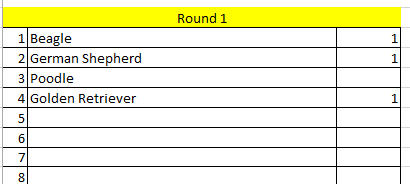 Round 1
1 Beagle 1
2 German Shepherd 1
3 Poodle
4 Golden Retriever 1
5
6
7
8